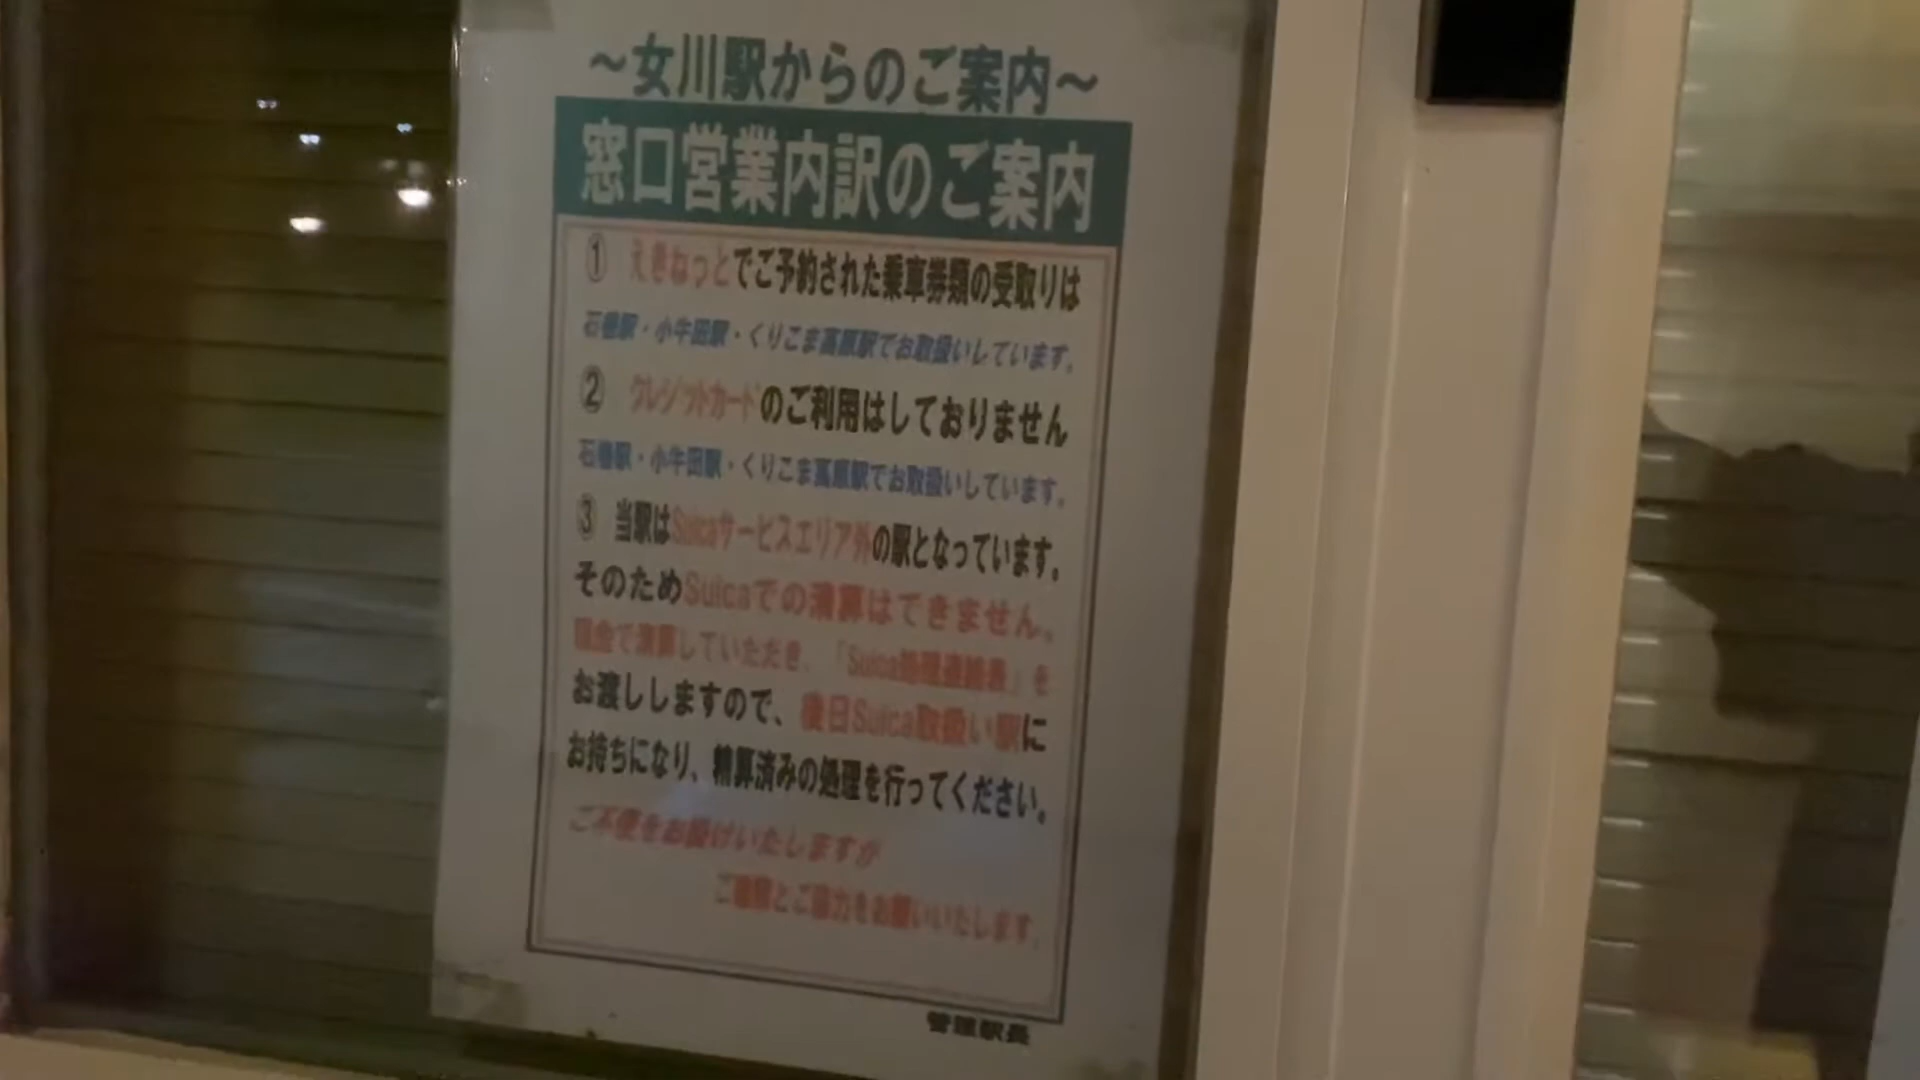 ～女川駅からのご案内～
窓口営業内訳のご案内
① えきねっとでご予約された乗車券類の受取りは
石巻駅・小牛田駅・くりこま高原駅でお取扱いしています。
② クレジットカードのご利用はしておりません
石巻駅・小牛田駅・くりこま高原駅でお取扱いしています。
③ 当駅はSuicaサービスエリア外の駅となっています。
そのためSuicaでの清算はできません。
現金で清算していただき、「Suica処理連絡票」を
お渡ししますので、後日Suica取扱い駅に
お持ちになり、精算済みの処理を行ってください。
ご不便をお掛けいたしますが
ご理解とご協力をお願いいたします。
管理駅長